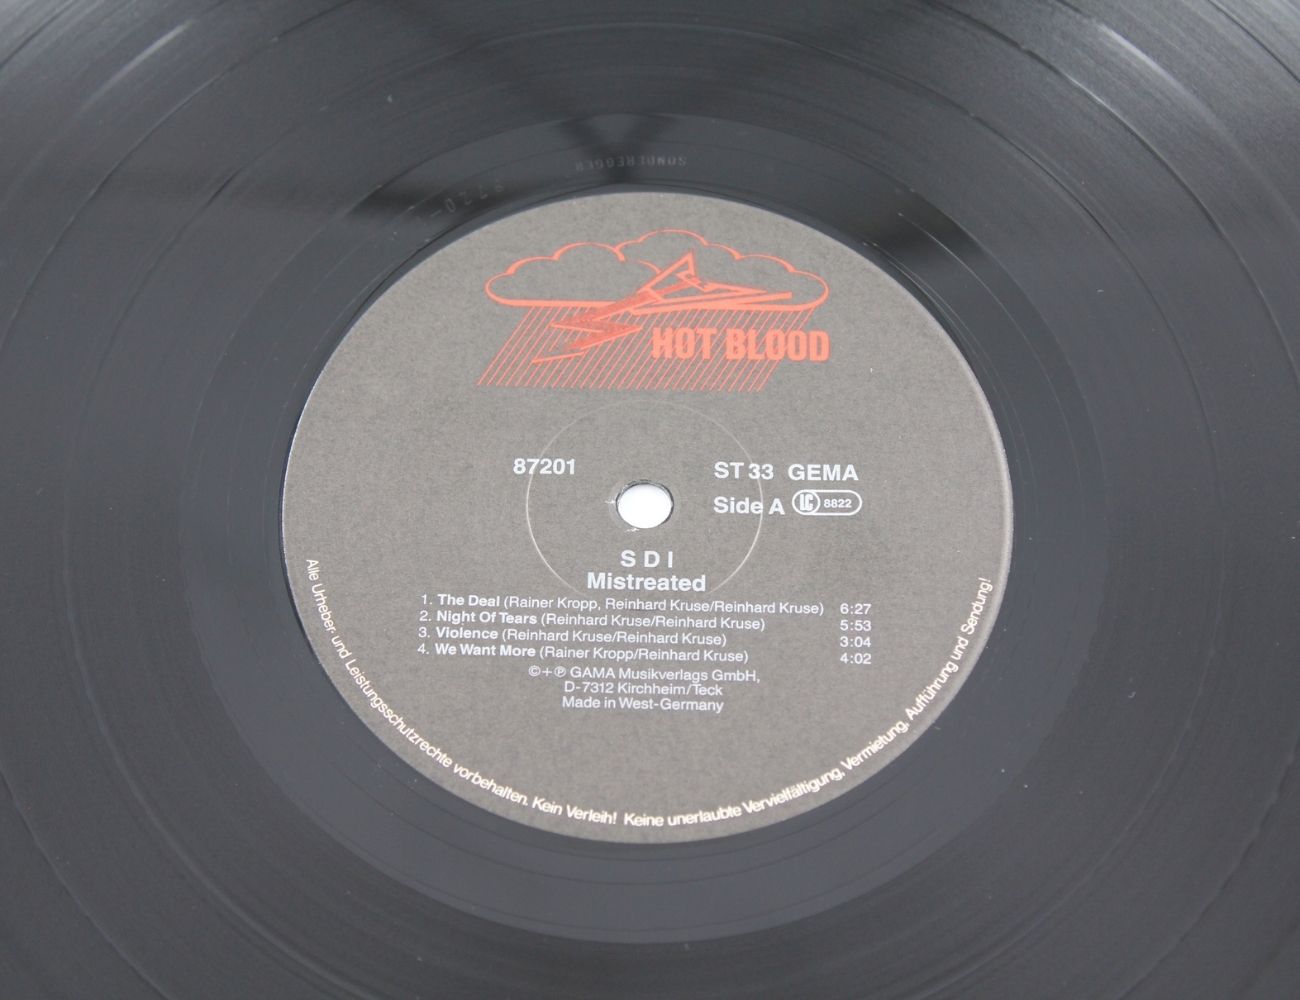 SONDEREGGER
HOT BLOOD
87201
ST 33 GEMA
Side A LC 8822
S D I
Mistreated
1. The Deal (Rainer Kropp, Reinhard Kruse/Reinhard Kruse) 6:27
2. Night Of Tears (Reinhard Kruse/Reinhard Kruse) 5:53
3. Violence (Reinhard Kruse/Reinhard Kruse) 3:04
4. We Want More (Rainer Kropp/Reinhard Kruse) 4:02
©+℗ GAMA Musikverlags GmbH,
D-7312 Kirchheim/Teck
Made in West-Germany
Alle Urheber- und Leistungsschutzrechte vorbehalten. Kein Verleih! Keine unerlaubte Vervielfältigung, Vermietung, Aufführung und Sendung!